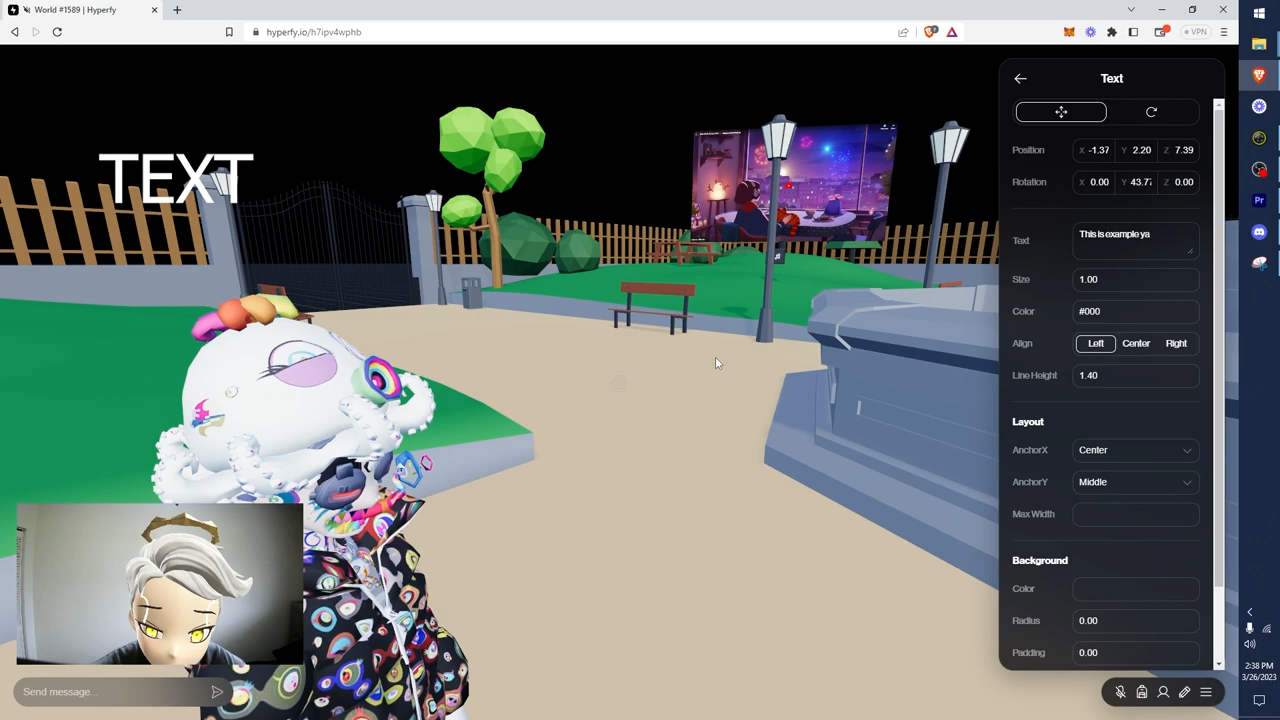 World #1589 | Hyperfy
hyperfy.io/h7ipv4wphb
VPN
Text
TEXT
Position
X -1.37 Y 2.20 Z 7.39
Rotation
X 0.00 Y 43.77 Z 0.00
Text
This is example ya
Size
1.00
Color
#000
Align
Left Center Right
Line Height
1.40
Layout
AnchorX
Center
AnchorY
Middle
Max Width
Background
Color
Radius
0.00
Padding
0.00
Send message...
Pr
2:38 PM
3/26/2023